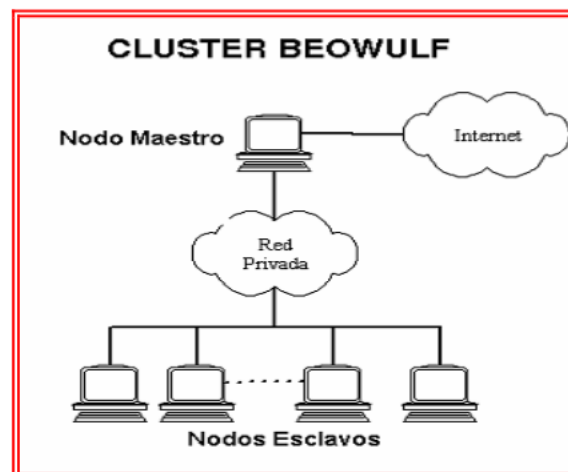 CLUSTER BEOWULF
Nodo Maestro
Internet
Red
Privada
Nodos Esclavos